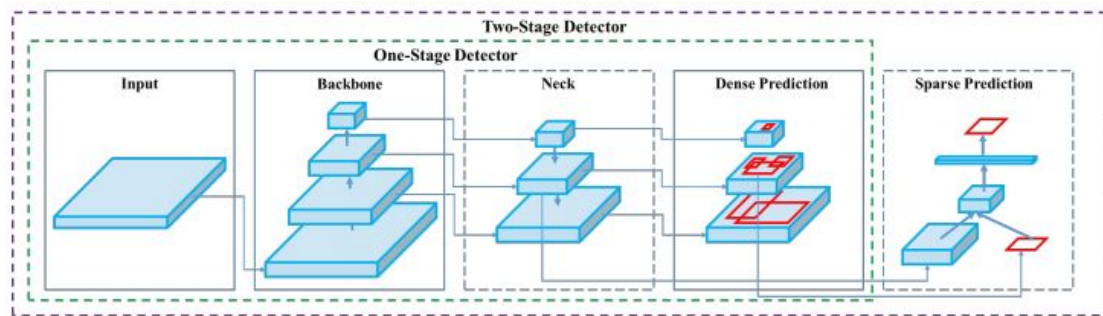 Two-Stage Detector
One-Stage Detector
Input
Backbone
Neck
Dense Prediction
Sparse Prediction